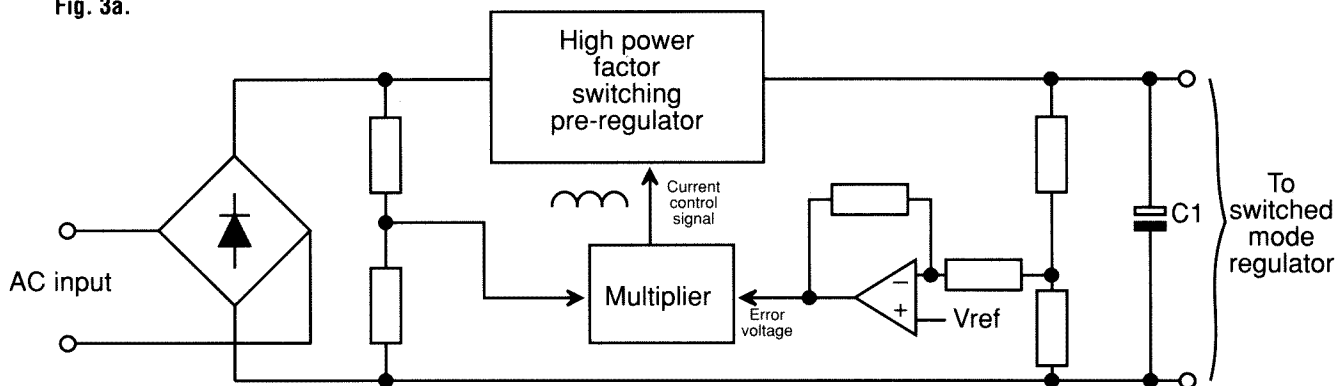 Fig. 3a.
High power
factor
switching
pre-regulator
Current
control
signal
AC input
Multiplier
Error
voltage
Vref
C1
To
switched
mode
regulator